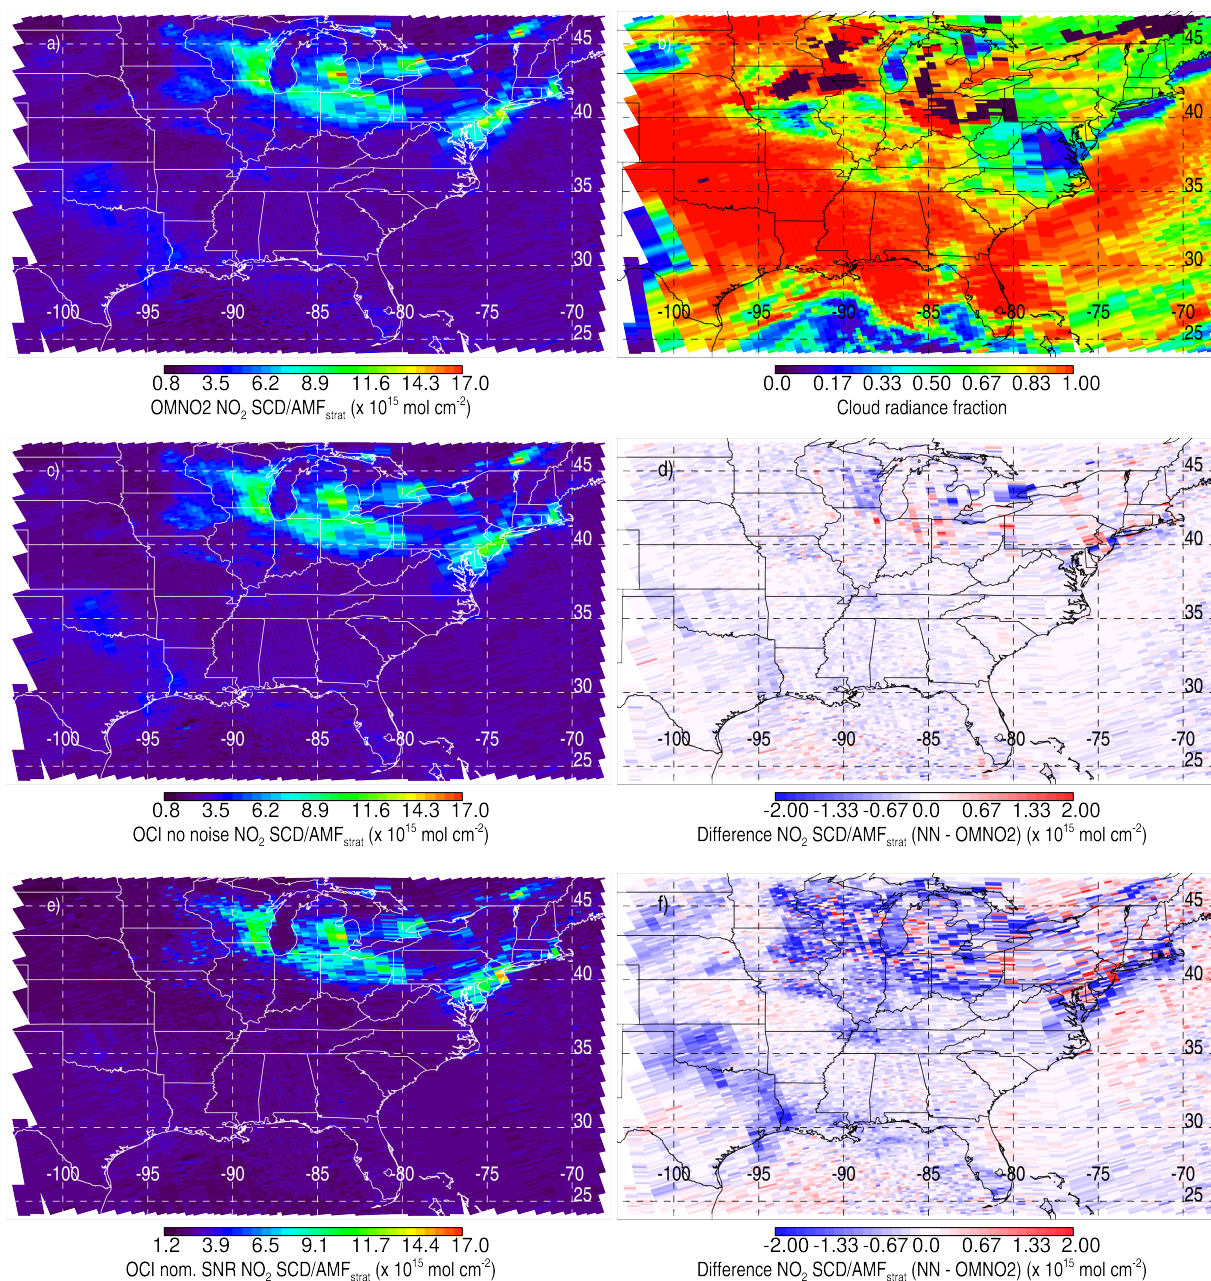 a)
45
40
35
30
25
-100 -95 -90 -85 -80 -75 -70
0.8 3.5 6.2 8.9 11.6 14.3 17.0
OMNO2 NO2 SCD/AMFstrat (x 10^15 mol cm^-2)
b)
45
40
35
30
25
-100 -95 -90 -85 -80 -75 -70
0.0 0.17 0.33 0.50 0.67 0.83 1.00
Cloud radiance fraction
c)
45
40
35
30
25
-100 -95 -90 -85 -80 -75 -70
0.8 3.5 6.2 8.9 11.6 14.3 17.0
OCI no noise NO2 SCD/AMFstrat (x 10^15 mol cm^-2)
d)
45
40
35
30
25
-100 -95 -90 -85 -80 -75 -70
-2.00 -1.33 -0.67 0.0 0.67 1.33 2.00
Difference NO2 SCD/AMFstrat (NN - OMNO2) (x 10^15 mol cm^-2)
e)
45
40
35
30
25
-100 -95 -90 -85 -80 -75 -70
1.2 3.9 6.5 9.1 11.6 14.3 17.0
OCI nom. SNR NO2 SCD/AMFstrat (x 10^15 mol cm^-2)
f)
45
40
35
30
25
-100 -95 -90 -85 -80 -75 -70
-2.00 -1.33 -0.67 0.0 0.67 1.33 2.00
Difference NO2 SCD/AMFstrat (NN - OMNO2) (x 10^15 mol cm^-2)